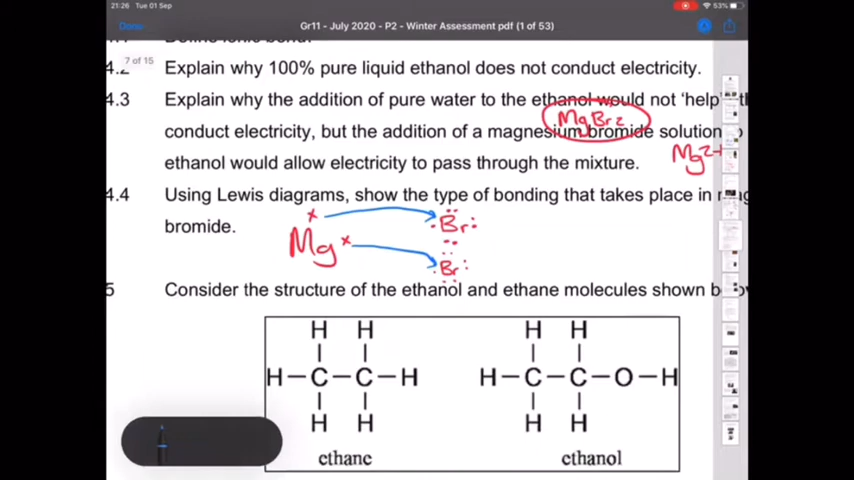 21:26 Tue 01 Sep
53%
Done
Gr11 - July 2020 - P2 - Winter Assessment pdf (1 of 53)
7 of 15
4.2 Explain why 100% pure liquid ethanol does not conduct electricity.
4.3 Explain why the addition of pure water to the ethanol would not ‘help’
MgBr2
conduct electricity, but the addition of a magnesium bromide solution
Mg2+
ethanol would allow electricity to pass through the mixture.
4.4 Using Lewis diagrams, show the type of bonding that takes place in
bromide.
Mg
Br
Br
5 Consider the structure of the ethanol and ethane molecules shown
H H H H
H-C-C-H H-C-C-O-H
H H H H
ethane ethanol